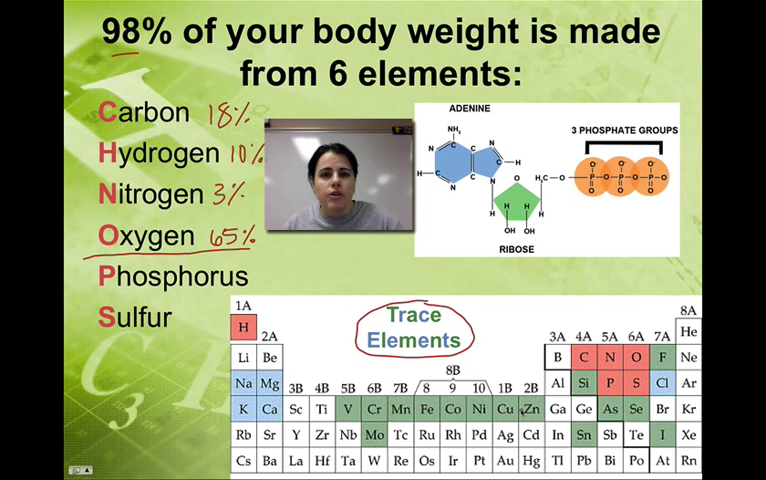 98% of your body weight is made
from 6 elements:
Carbon 18%
Hydrogen 10%
Nitrogen 3%
Oxygen 65%
Phosphorus
Sulfur
ADENINE
NH2
N C N
C C H
H C C
N N
3 PHOSPHATE GROUPS
O- O- O-
H2C O P O P O P O-
O O O
O
H H H H
OH OH
RIBOSE
Trace
Elements
1A 8A
H 2A 3A 4A 5A 6A 7A He
Li Be B C N O F Ne
8B
Na Mg 3B 4B 5B 6B 7B 8 9 10 1B 2B Al Si P S Cl Ar
K Ca Sc Ti V Cr Mn Fe Co Ni Cu Zn Ga Ge As Se Br Kr
Rb Sr Y Zr Nb Mo Tc Ru Rh Pd Ag Cd In Sn Sb Te I Xe
Cs Ba La Hf Ta W Re Os Ir Pt Au Hg Tl Pb Bi Po At Rn
C3